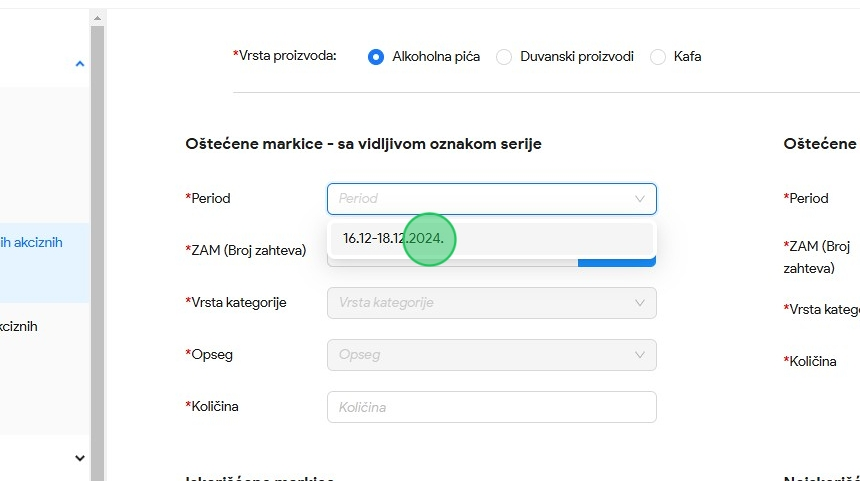 *Vrsta proizvoda:
Alkoholna pića
Duvanski proizvodi
Kafa
Oštećene markice - sa vidljivom oznakom serije
*Period
Period
16.12-18.12.2024.
*ZAM (Broj zahteva)
*Vrsta kategorije
Vrsta kategorije
*Opseg
Opseg
*Količina
Količina
Oštećene
*Period
*ZAM (Broj
zahteva)
*Vrsta katego
*Količina
ih akciznih
kciznih